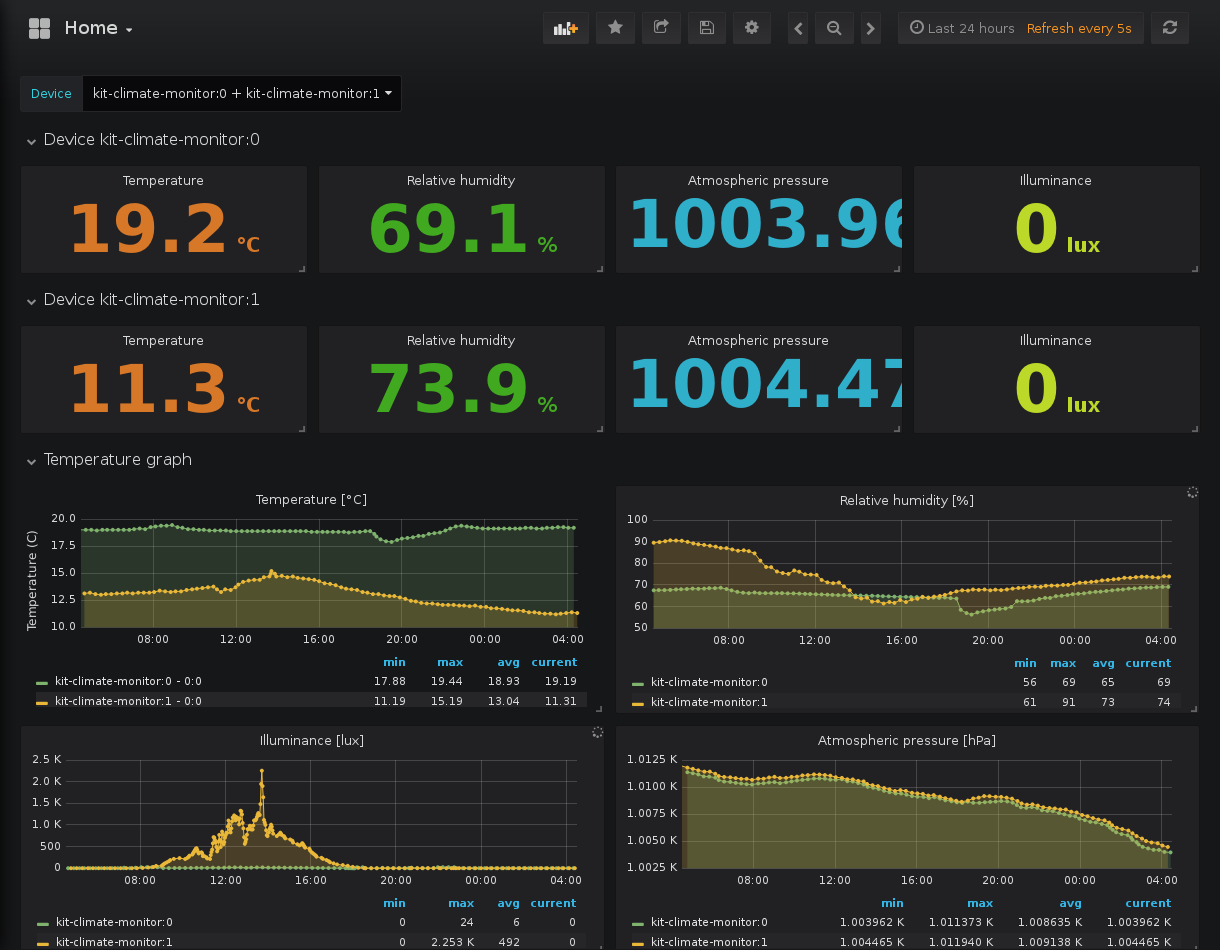 Home
Last 24 hours Refresh every 5s
Device kit-climate-monitor:0 + kit-climate-monitor:1
Device kit-climate-monitor:0
Temperature Relative humidity Atmospheric pressure Illuminance
19.2 °C 69.1 % 1003.96 0 lux
Device kit-climate-monitor:1
Temperature Relative humidity Atmospheric pressure Illuminance
11.3 °C 73.9 % 1004.47 0 lux
Temperature graph
Temperature [°C]
Temperature (C)
20.0
17.5
15.0
12.5
10.0
08:00 12:00 16:00 20:00 00:00 04:00
min max avg current
kit-climate-monitor:0 - 0:0 17.88 19.44 18.93 19.19
kit-climate-monitor:1 - 0:0 11.19 15.19 13.04 11.31
Relative humidity [%]
100
90
80
70
60
50
08:00 12:00 16:00 20:00 00:00 04:00
min max avg current
kit-climate-monitor:0 56 69 65 69
kit-climate-monitor:1 61 91 73 74
Illuminance [lux]
2.5 K
2.0 K
1.5 K
1.0 K
500
0
08:00 12:00 16:00 20:00 00:00 04:00
min max avg current
kit-climate-monitor:0 0 24 6 0
kit-climate-monitor:1 0 2.253 K 492 0
Atmospheric pressure [hPa]
1.0125 K
1.0100 K
1.0075 K
1.0050 K
1.0025 K
08:00 12:00 16:00 20:00 00:00 04:00
min max avg current
kit-climate-monitor:0 1.003962 K 1.011373 K 1.008635 K 1.003962 K
kit-climate-monitor:1 1.004465 K 1.011940 K 1.009138 K 1.004465 K